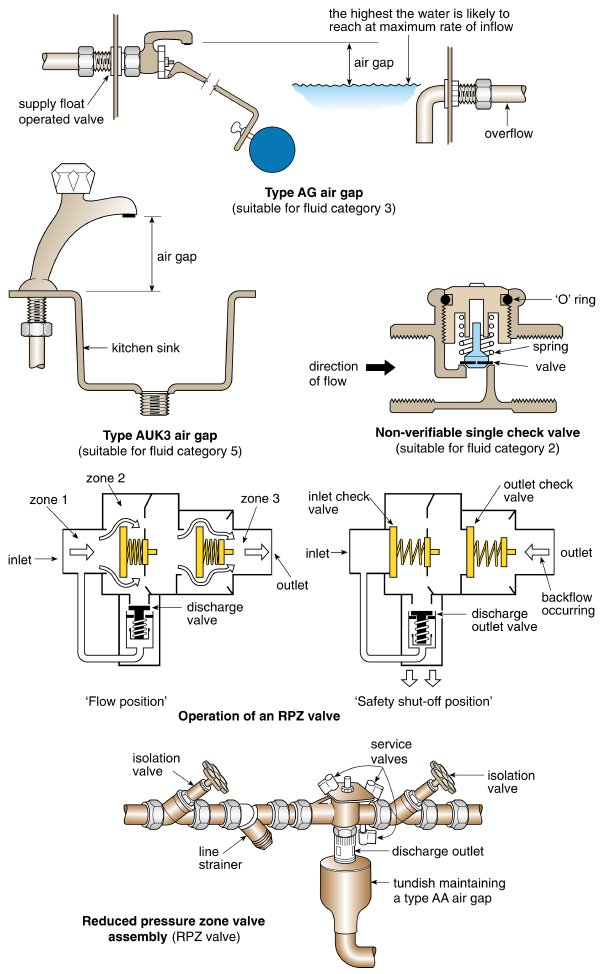 the highest the water is likely to
reach at maximum rate of inflow
air gap
supply float
operated valve
overflow
Type AG air gap
(suitable for fluid category 3)
air gap
kitchen sink
Type AUK3 air gap
(suitable for fluid category 5)
'O' ring
spring
valve
direction
of flow
Non-verifiable single check valve
(suitable for fluid category 2)
zone 2
zone 1
zone 3
inlet
outlet
discharge
valve
'Flow position'
outlet check
valve
inlet check
valve
inlet
outlet
backflow
occurring
discharge
outlet valve
'Safety shut-off position'
Operation of an RPZ valve
isolation
valve
service
valves
isolation
valve
line
strainer
discharge outlet
tundish maintaining
a type AA air gap
Reduced pressure zone valve
assembly (RPZ valve)